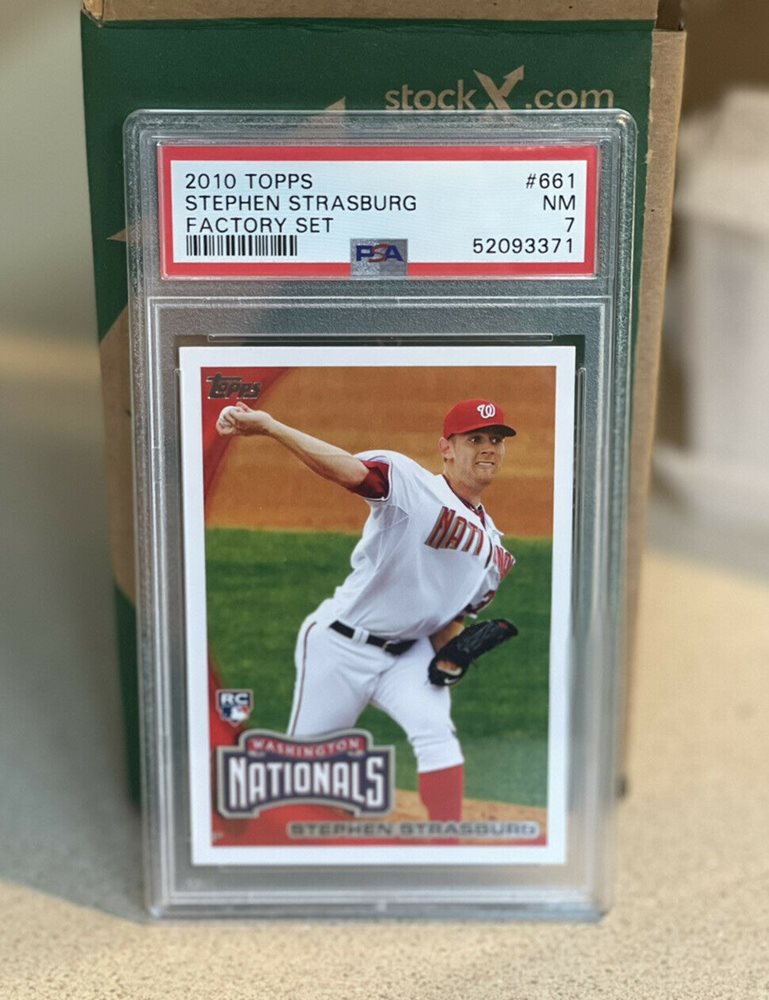 stockX.com
2010 TOPPS #661
STEPHEN STRASBURG NM
FACTORY SET 7
PSA 52093371
Topps
W
NATIONALS
RC
WASHINGTON
NATIONALS
STEPHEN STRASBURG